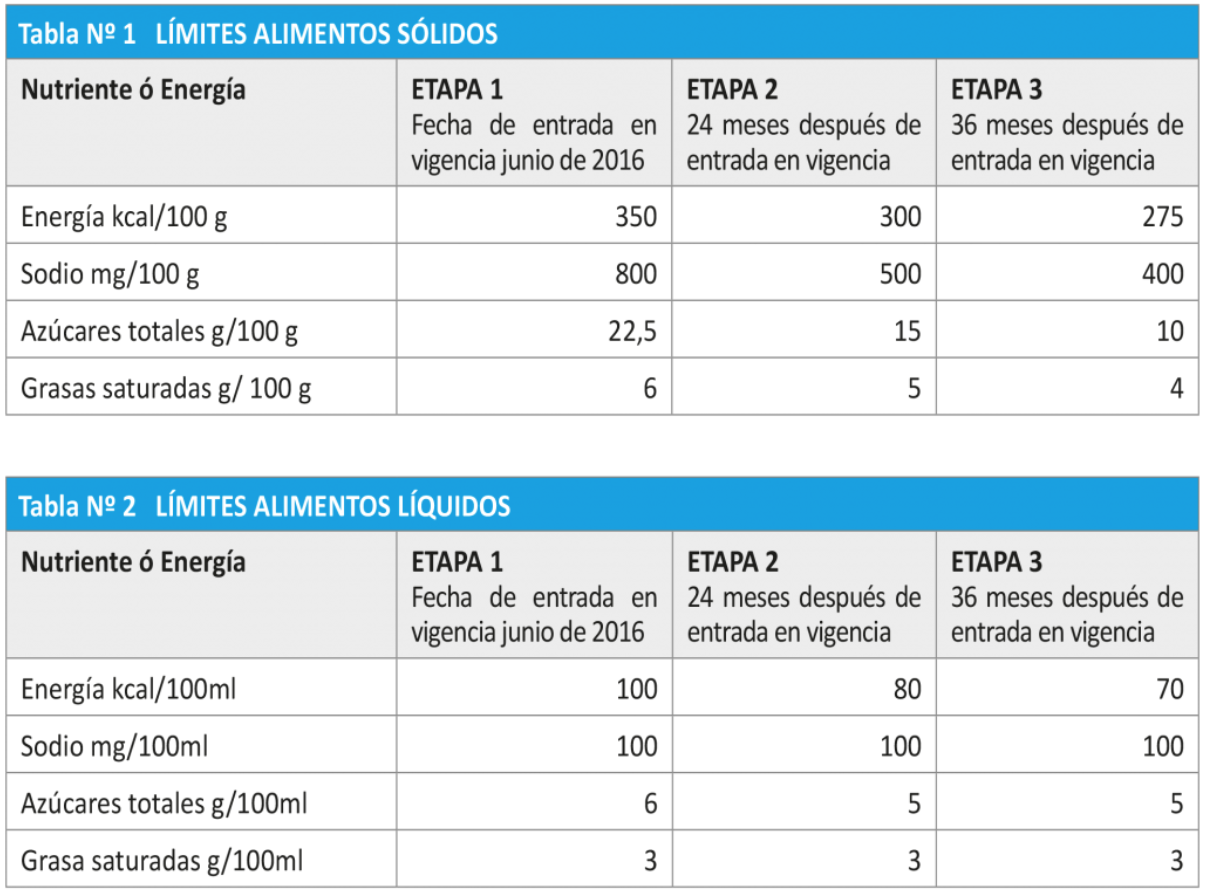 Tabla Nº 1 LÍMITES ALIMENTOS SÓLIDOS
Nutriente ó Energía ETAPA 1 ETAPA 2 ETAPA 3
Fecha de entrada en 24 meses después de 36 meses después de
vigencia junio de 2016 entrada en vigencia entrada en vigencia
Energía kcal/100 g 350 300 275
Sodio mg/100 g 800 500 400
Azúcares totales g/100 g 22,5 15 10
Grasas saturadas g/ 100 g 6 5 4
Tabla Nº 2 LÍMITES ALIMENTOS LÍQUIDOS
Nutriente ó Energía ETAPA 1 ETAPA 2 ETAPA 3
Fecha de entrada en 24 meses después de 36 meses después de
vigencia junio de 2016 entrada en vigencia entrada en vigencia
Energía kcal/100ml 100 80 70
Sodio mg/100ml 100 100 100
Azúcares totales g/100ml 6 5 5
Grasa saturadas g/100ml 3 3 3